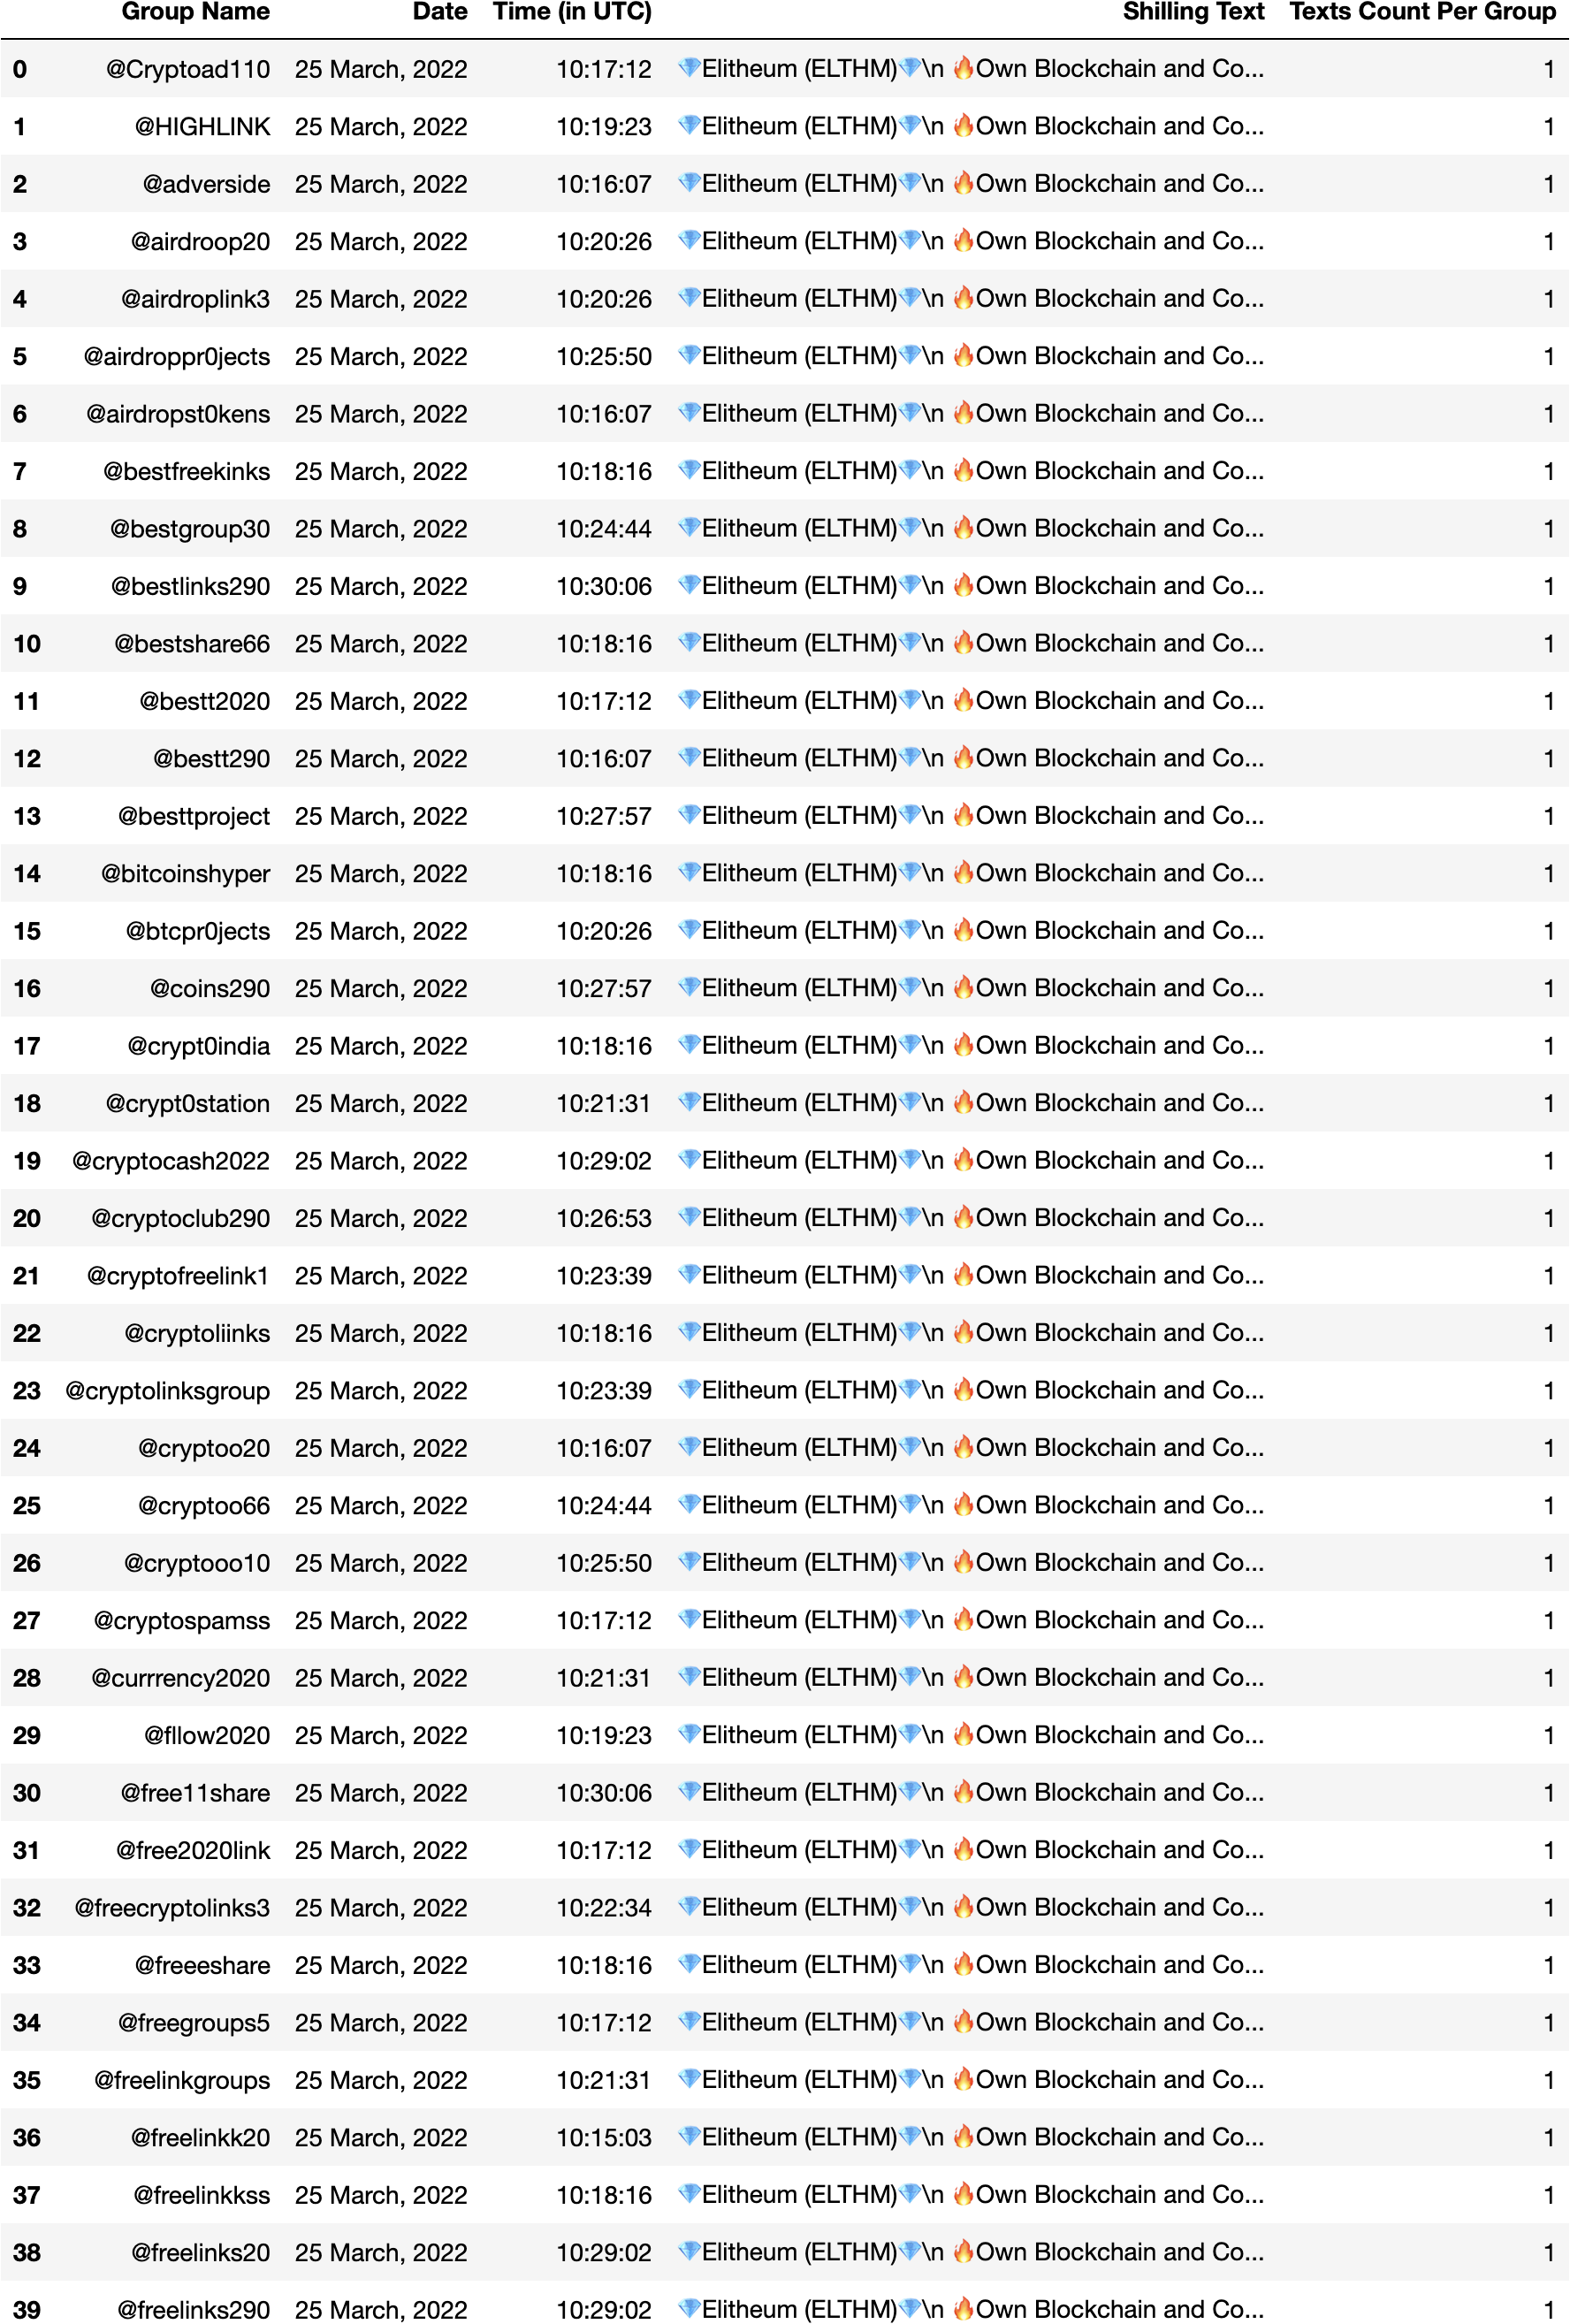 Group Name Date Time (in UTC) Shilling Text Texts Count Per Group
0 @Cryptoad110 25 March, 2022 10:17:12 💎Elitheum (ELTHM)💎\n 🔥Own Blockchain and Co... 1
1 @HIGHLINK 25 March, 2022 10:19:23 💎Elitheum (ELTHM)💎\n 🔥Own Blockchain and Co... 1
2 @adverside 25 March, 2022 10:16:07 💎Elitheum (ELTHM)💎\n 🔥Own Blockchain and Co... 1
3 @airdroop20 25 March, 2022 10:20:26 💎Elitheum (ELTHM)💎\n 🔥Own Blockchain and Co... 1
4 @airdroplink3 25 March, 2022 10:20:26 💎Elitheum (ELTHM)💎\n 🔥Own Blockchain and Co... 1
5 @airdroppr0jects 25 March, 2022 10:25:50 💎Elitheum (ELTHM)💎\n 🔥Own Blockchain and Co... 1
6 @airdropst0kens 25 March, 2022 10:16:07 💎Elitheum (ELTHM)💎\n 🔥Own Blockchain and Co... 1
7 @bestfreekinks 25 March, 2022 10:18:16 💎Elitheum (ELTHM)💎\n 🔥Own Blockchain and Co... 1
8 @bestgroup30 25 March, 2022 10:24:44 💎Elitheum (ELTHM)💎\n 🔥Own Blockchain and Co... 1
9 @bestlinks290 25 March, 2022 10:30:06 💎Elitheum (ELTHM)💎\n 🔥Own Blockchain and Co... 1
10 @bestshare66 25 March, 2022 10:18:16 💎Elitheum (ELTHM)💎\n 🔥Own Blockchain and Co... 1
11 @bestt2020 25 March, 2022 10:17:12 💎Elitheum (ELTHM)💎\n 🔥Own Blockchain and Co... 1
12 @bestt290 25 March, 2022 10:16:07 💎Elitheum (ELTHM)💎\n 🔥Own Blockchain and Co... 1
13 @besttproject 25 March, 2022 10:27:57 💎Elitheum (ELTHM)💎\n 🔥Own Blockchain and Co... 1
14 @bitcoinshyper 25 March, 2022 10:18:16 💎Elitheum (ELTHM)💎\n 🔥Own Blockchain and Co... 1
15 @btcpr0jects 25 March, 2022 10:20:26 💎Elitheum (ELTHM)💎\n 🔥Own Blockchain and Co... 1
16 @coins290 25 March, 2022 10:27:57 💎Elitheum (ELTHM)💎\n 🔥Own Blockchain and Co... 1
17 @crypt0india 25 March, 2022 10:18:16 💎Elitheum (ELTHM)💎\n 🔥Own Blockchain and Co... 1
18 @crypt0station 25 March, 2022 10:21:31 💎Elitheum (ELTHM)💎\n 🔥Own Blockchain and Co... 1
19 @cryptocash2022 25 March, 2022 10:29:02 💎Elitheum (ELTHM)💎\n 🔥Own Blockchain and Co... 1
20 @cryptoclub290 25 March, 2022 10:26:53 💎Elitheum (ELTHM)💎\n 🔥Own Blockchain and Co... 1
21 @cryptofreelink1 25 March, 2022 10:23:39 💎Elitheum (ELTHM)💎\n 🔥Own Blockchain and Co... 1
22 @cryptoliinks 25 March, 2022 10:18:16 💎Elitheum (ELTHM)💎\n 🔥Own Blockchain and Co... 1
23 @cryptolinksgroup 25 March, 2022 10:23:39 💎Elitheum (ELTHM)💎\n 🔥Own Blockchain and Co... 1
24 @cryptoo20 25 March, 2022 10:16:07 💎Elitheum (ELTHM)💎\n 🔥Own Blockchain and Co... 1
25 @cryptoo66 25 March, 2022 10:24:44 💎Elitheum (ELTHM)💎\n 🔥Own Blockchain and Co... 1
26 @cryptooo10 25 March, 2022 10:25:50 💎Elitheum (ELTHM)💎\n 🔥Own Blockchain and Co... 1
27 @cryptospamss 25 March, 2022 10:17:12 💎Elitheum (ELTHM)💎\n 🔥Own Blockchain and Co... 1
28 @currrency2020 25 March, 2022 10:21:31 💎Elitheum (ELTHM)💎\n 🔥Own Blockchain and Co... 1
29 @fllow2020 25 March, 2022 10:19:23 💎Elitheum (ELTHM)💎\n 🔥Own Blockchain and Co... 1
30 @free11share 25 March, 2022 10:30:06 💎Elitheum (ELTHM)💎\n 🔥Own Blockchain and Co... 1
31 @free2020link 25 March, 2022 10:17:12 💎Elitheum (ELTHM)💎\n 🔥Own Blockchain and Co... 1
32 @freecryptolinks3 25 March, 2022 10:22:34 💎Elitheum (ELTHM)💎\n 🔥Own Blockchain and Co... 1
33 @freeeshare 25 March, 2022 10:18:16 💎Elitheum (ELTHM)💎\n 🔥Own Blockchain and Co... 1
34 @freegroups5 25 March, 2022 10:17:12 💎Elitheum (ELTHM)💎\n 🔥Own Blockchain and Co... 1
35 @freelinkgroups 25 March, 2022 10:21:31 💎Elitheum (ELTHM)💎\n 🔥Own Blockchain and Co... 1
36 @freelinkk20 25 March, 2022 10:15:03 💎Elitheum (ELTHM)💎\n 🔥Own Blockchain and Co... 1
37 @freelinkkss 25 March, 2022 10:18:16 💎Elitheum (ELTHM)💎\n 🔥Own Blockchain and Co... 1
38 @freelinks20 25 March, 2022 10:29:02 💎Elitheum (ELTHM)💎\n 🔥Own Blockchain and Co... 1
39 @freelinks290 25 March, 2022 10:29:02 💎Elitheum (ELTHM)💎\n 🔥Own Blockchain and Co... 1